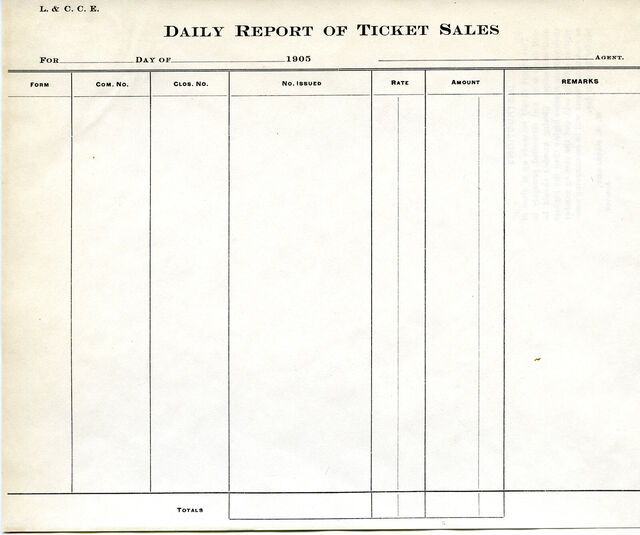 L. & C. C. E.
DAILY REPORT OF TICKET SALES
FOR DAY OF 1905 AGENT.
FORM COM. NO. CLOS. NO. NO. ISSUED RATE AMOUNT REMARKS
TOTALS